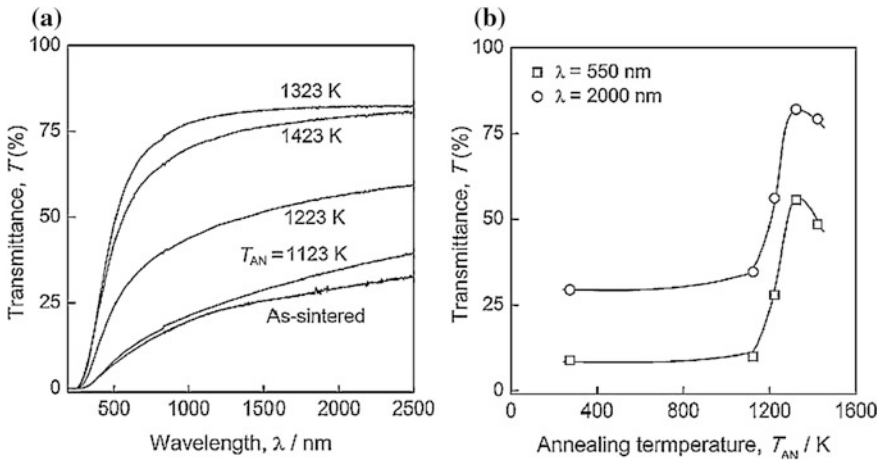 (a)
100
75
50
25
0
Transmittance, T (%)
1323 K
1423 K
1223 K
T_AN = 1123 K
As-sintered
500 1000 1500 2000 2500
Wavelength, λ / nm
(b)
100
75
50
25
0
Transmittance, T (%)
λ = 550 nm
λ = 2000 nm
0 400 800 1200 1600
Annealing termperature, T_AN / K